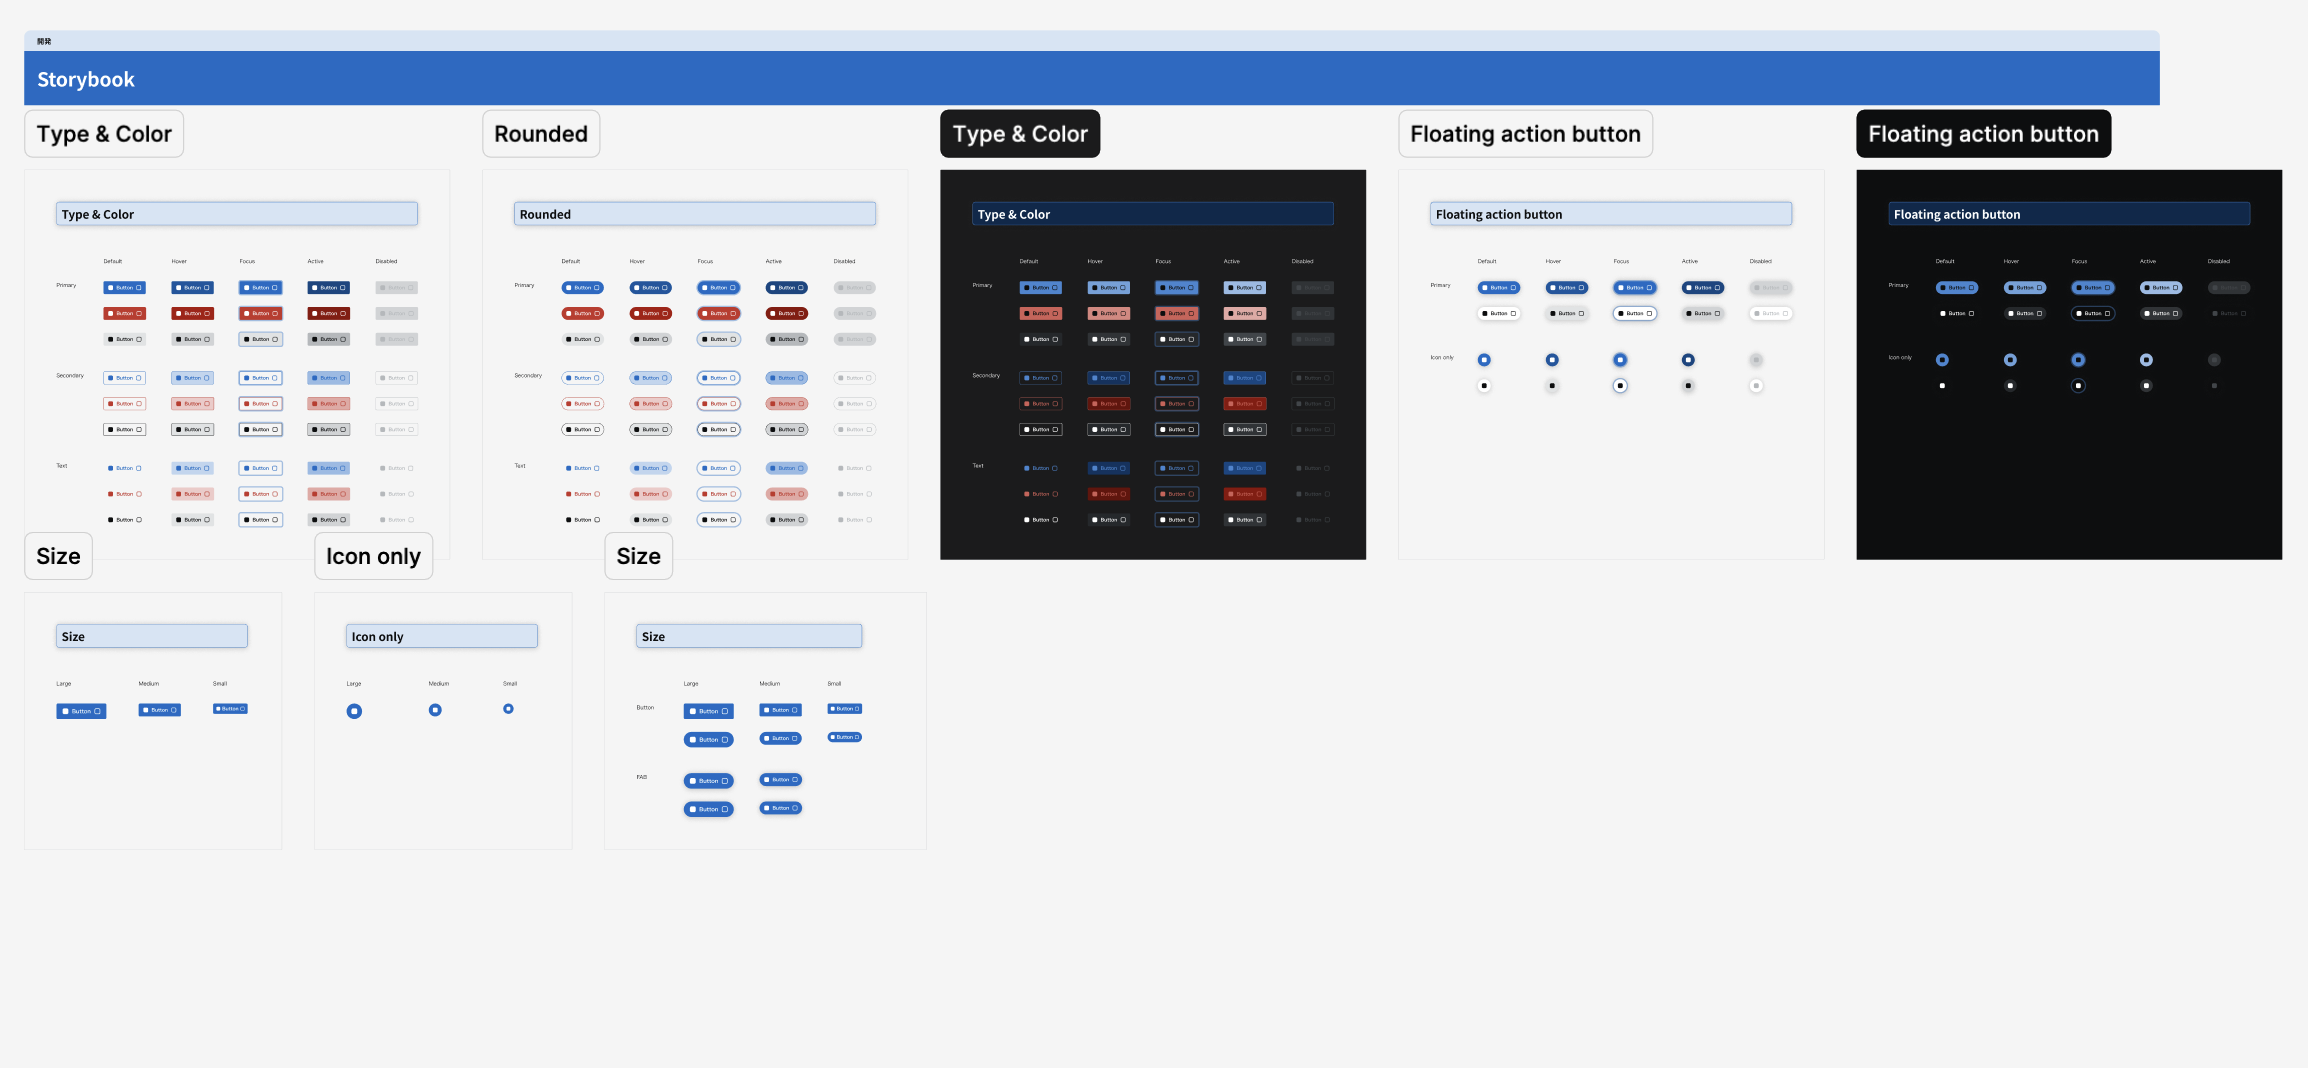 開発
Storybook
Type & Color
Type & Color
Default Hover Focus Active Disabled
Primary Button Button Button Button Button
Button Button Button Button Button
Button Button Button Button Button
Secondary Button Button Button Button Button
Button Button Button Button Button
Button Button Button Button Button
Text Button Button Button Button Button
Button Button Button Button Button
Button Button Button Button Button
Rounded
Rounded
Default Hover Focus Active Disabled
Primary Button Button Button Button Button
Button Button Button Button Button
Button Button Button Button Button
Secondary Button Button Button Button Button
Button Button Button Button Button
Button Button Button Button Button
Text Button Button Button Button Button
Button Button Button Button Button
Button Button Button Button Button
Type & Color
Type & Color
Default Hover Focus Active Disabled
Primary Button Button Button Button Button
Button Button Button Button Button
Button Button Button Button Button
Secondary Button Button Button Button Button
Button Button Button Button Button
Button Button Button Button Button
Text Button Button Button Button Button
Button Button Button Button Button
Button Button Button Button Button
Floating action button
Floating action button
Default Hover Focus Active Disabled
Primary Button Button Button Button Button
Button Button Button Button Button
Icon only
Floating action button
Floating action button
Default Hover Focus Active Disabled
Primary Button Button Button Button Button
Button Button Button Button Button
Icon only
Size
Size
Large Medium Small
Button Button Button
Icon only
Icon only
Large Medium Small
Size
Size
Large Medium Small
Button Button Button Button
Button Button Button
FAB Button Button
Button Button